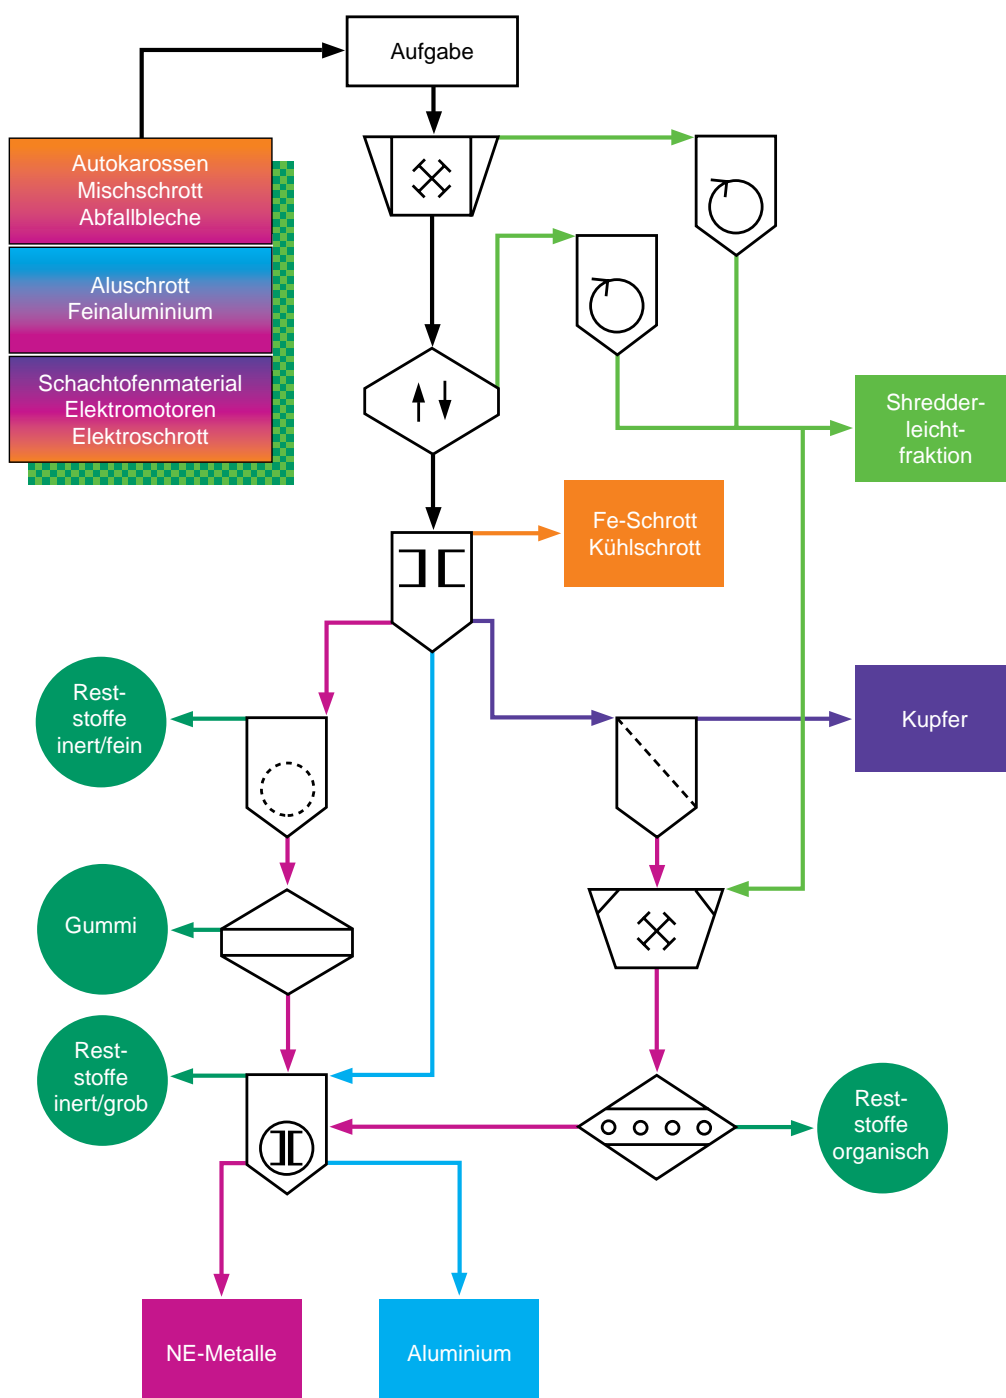 Aufgabe
Autokarossen
Mischschrott
Abfallbleche
Aluschrott
Feinaluminium
Schachtofenmaterial
Elektromotoren
Elektroschrott
Shredder-
leicht-
fraktion
Fe-Schrott
Kühlschrott
Rest-
stoffe
inert/fein
Kupfer
Gummi
Rest-
stoffe
inert/grob
Rest-
stoffe
organisch
NE-Metalle
Aluminium